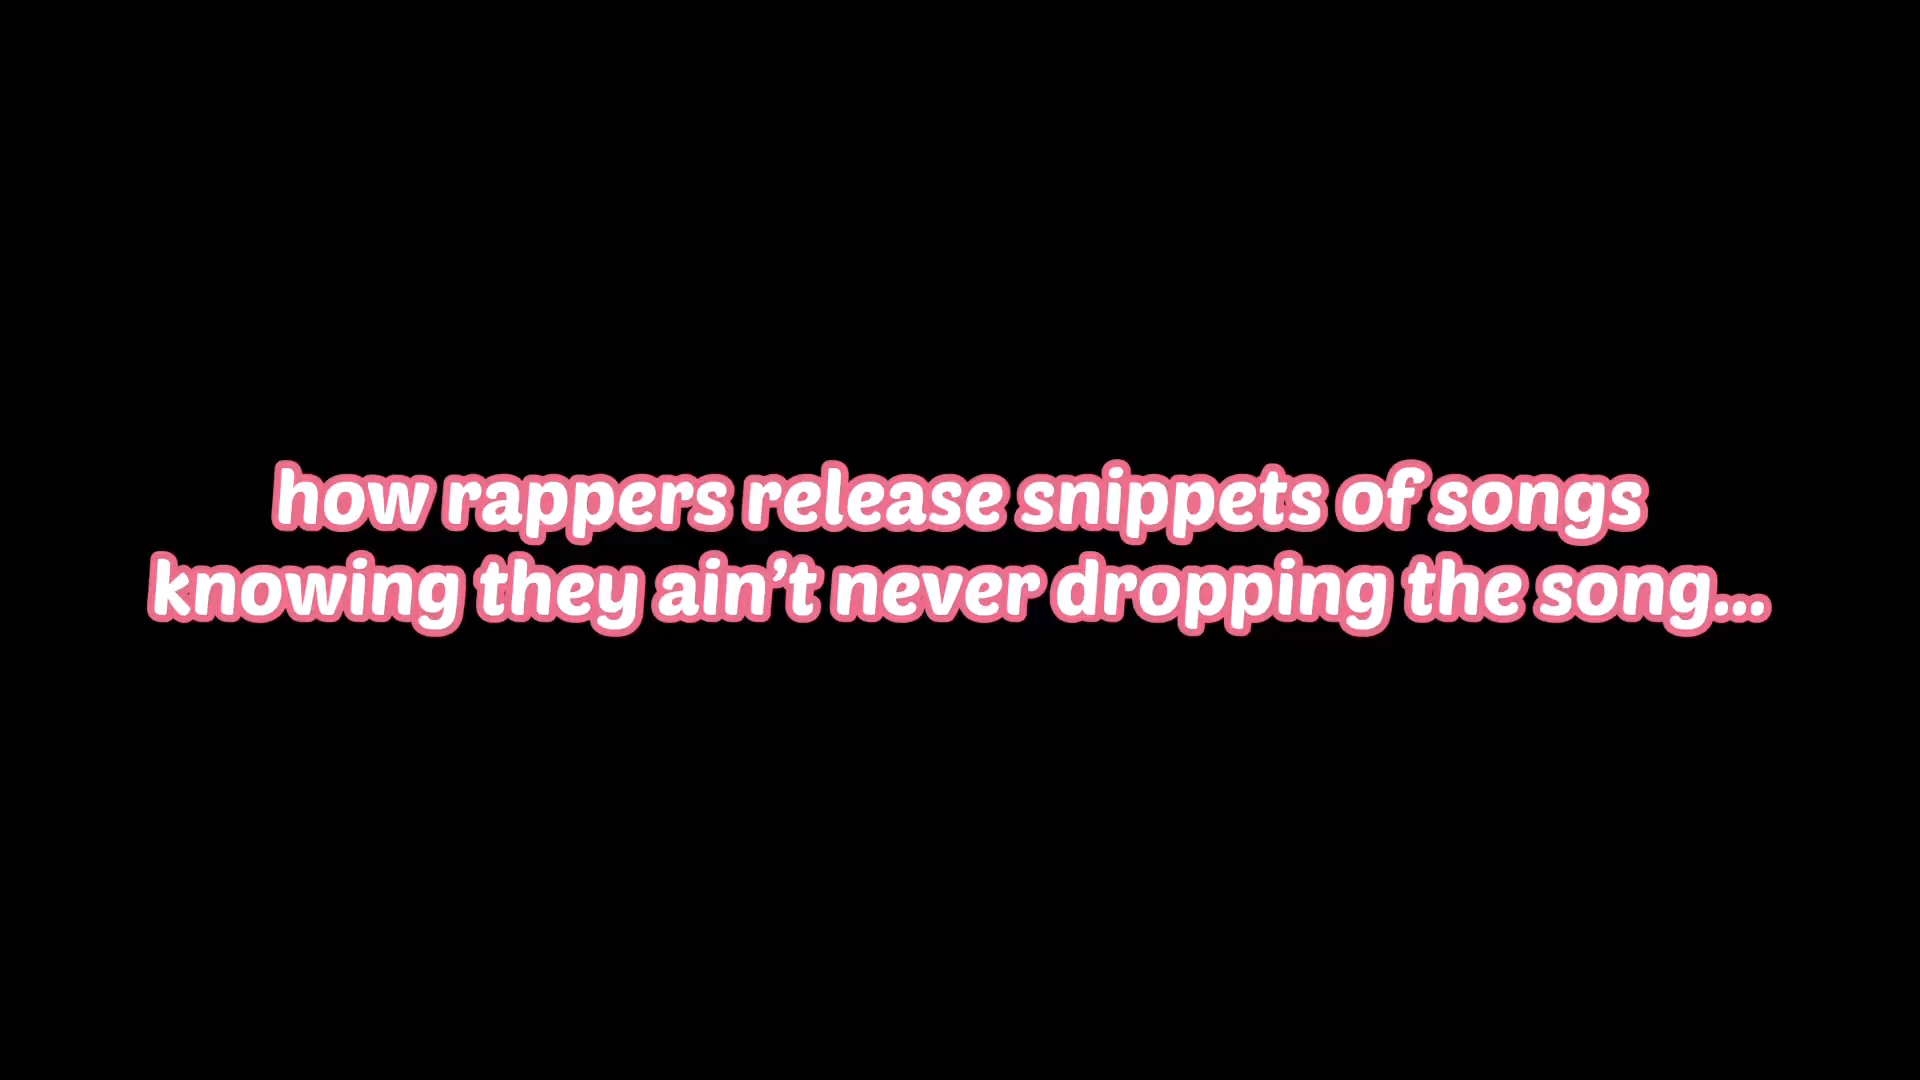 how rappers release snippets of songs
knowing they ain’t never dropping the song...